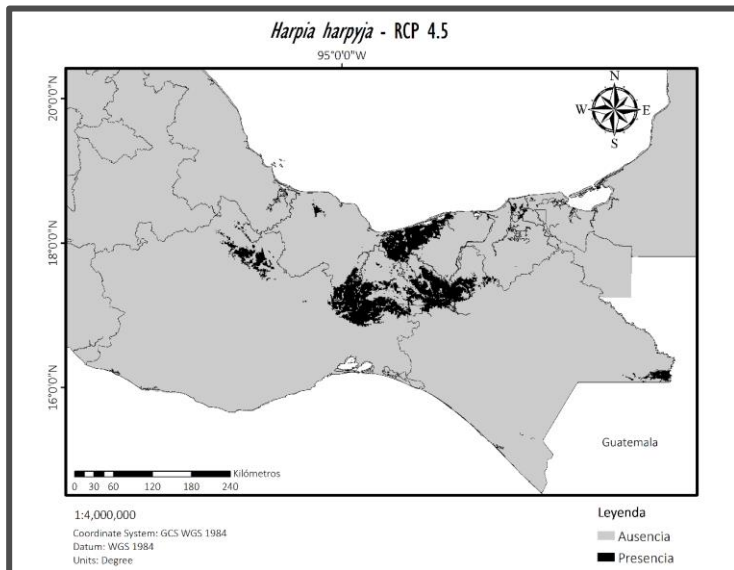 Harpia harpyja - RCP 4.5
95°0'0"W
20°0'0"N
18°0'0"N
16°0'0"N
N
W E
S
Guatemala
Kilómetros
0 30 60 120 180 240
1:4,000,000
Coordinate System: GCS WGS 1984
Datum: WGS 1984
Units: Degree
Leyenda
Ausencia
Presencia